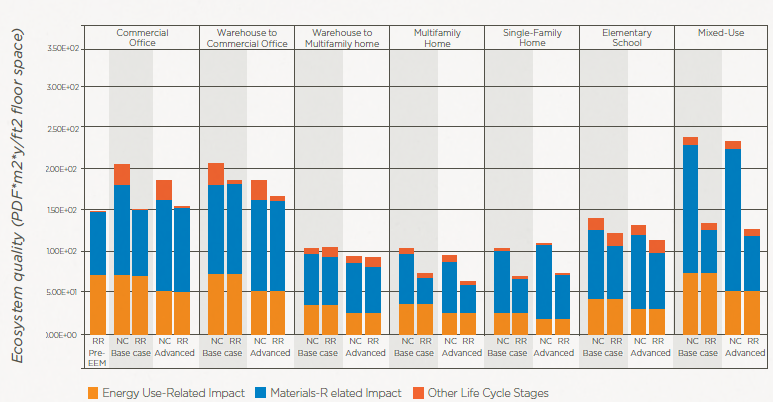 Commercial Office
Warehouse to Commercial Office
Warehouse to Multifamily home
Multifamily Home
Single-Family Home
Elementary School
Mixed-Use
Ecosystem quality (PDF*m2*y/ft2 floor space)
3.50E+02
3.00E+02
2.50E+02
2.00E+02
1.50E+02
1.00E+02
5.00E+01
0.00E+00
RR NC RR NC RR NC RR NC RR NC RR NC RR NC RR NC RR NC RR NC RR NC RR NC RR NC RR NC RR
Pre-EEM Base case Advanced Base case Advanced Base case Advanced Base case Advanced Base case Advanced Base case Advanced Base case Advanced
Energy Use-Related Impact Materials-R elated Impact Other Life Cycle Stages